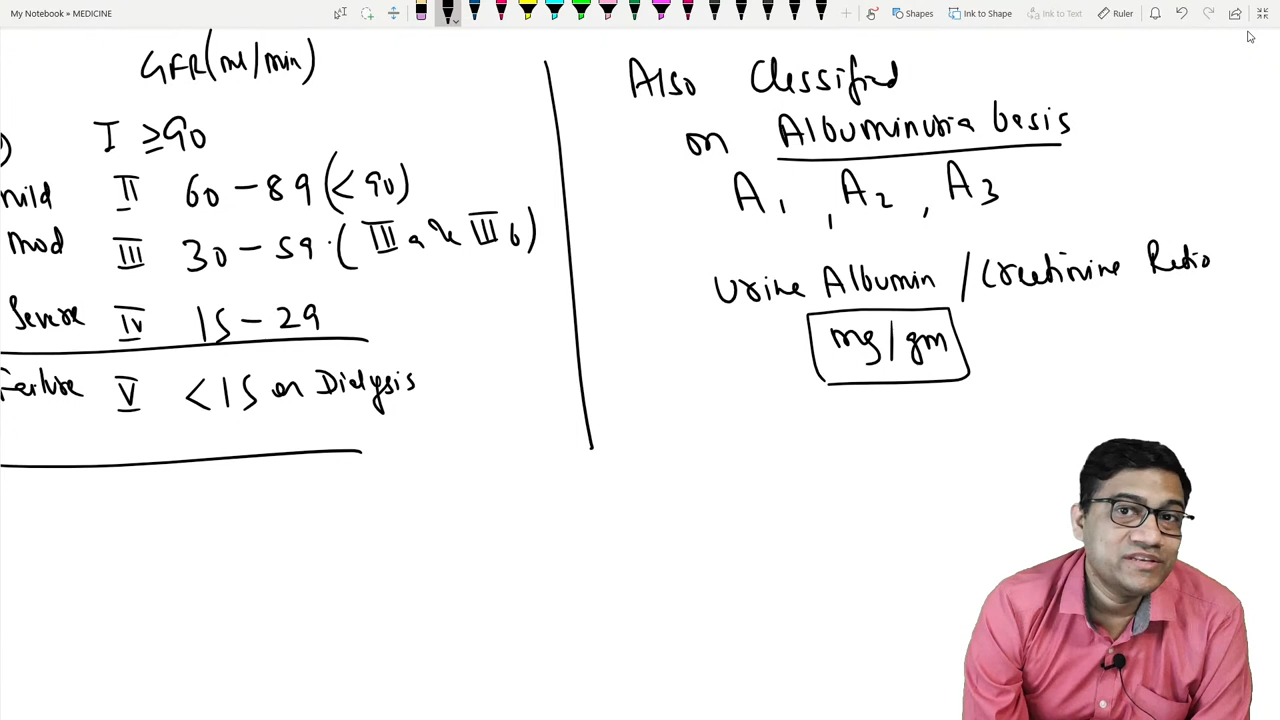 My Notebook » MEDICINE
Shapes Ink to Shape Ink to Text Ruler
GFR(ml/min)
) I ≥90
mild II 60 - 89 (< 90)
mod III 30 - 59 · ( III a & III b)
Severe IV 15 - 29
Failure V < 15 or Dialysis
Also Classified
on Albuminuria basis
A1 , A2 , A3
Urine Albumin / Creatinine Ratio
mg/gm